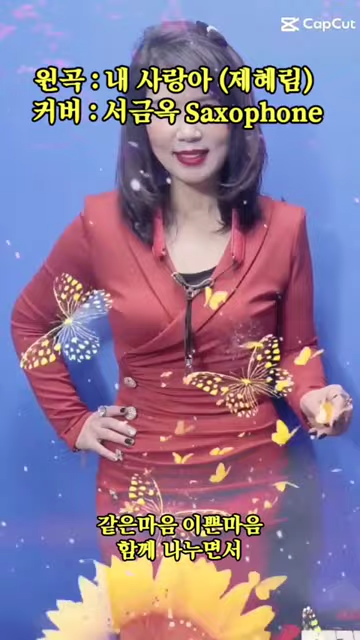 CapCut
원곡 : 내 사랑아 (제혜림)
커버 : 서금옥 Saxophone
같은마음 이쁜마음
함께 나누면서